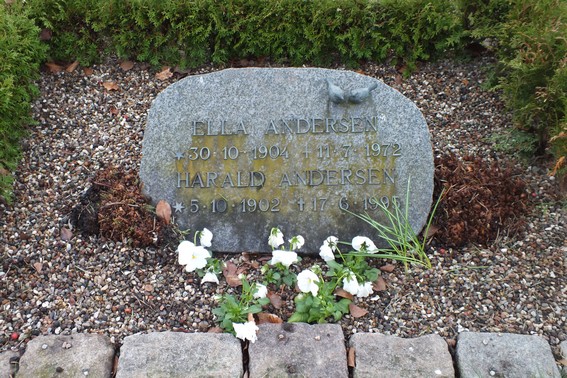 ELLA ANDERSEN
*30·10·1904 †11·7·1972
HARALD ANDERSEN
*5·10·1902 †17·6·1995